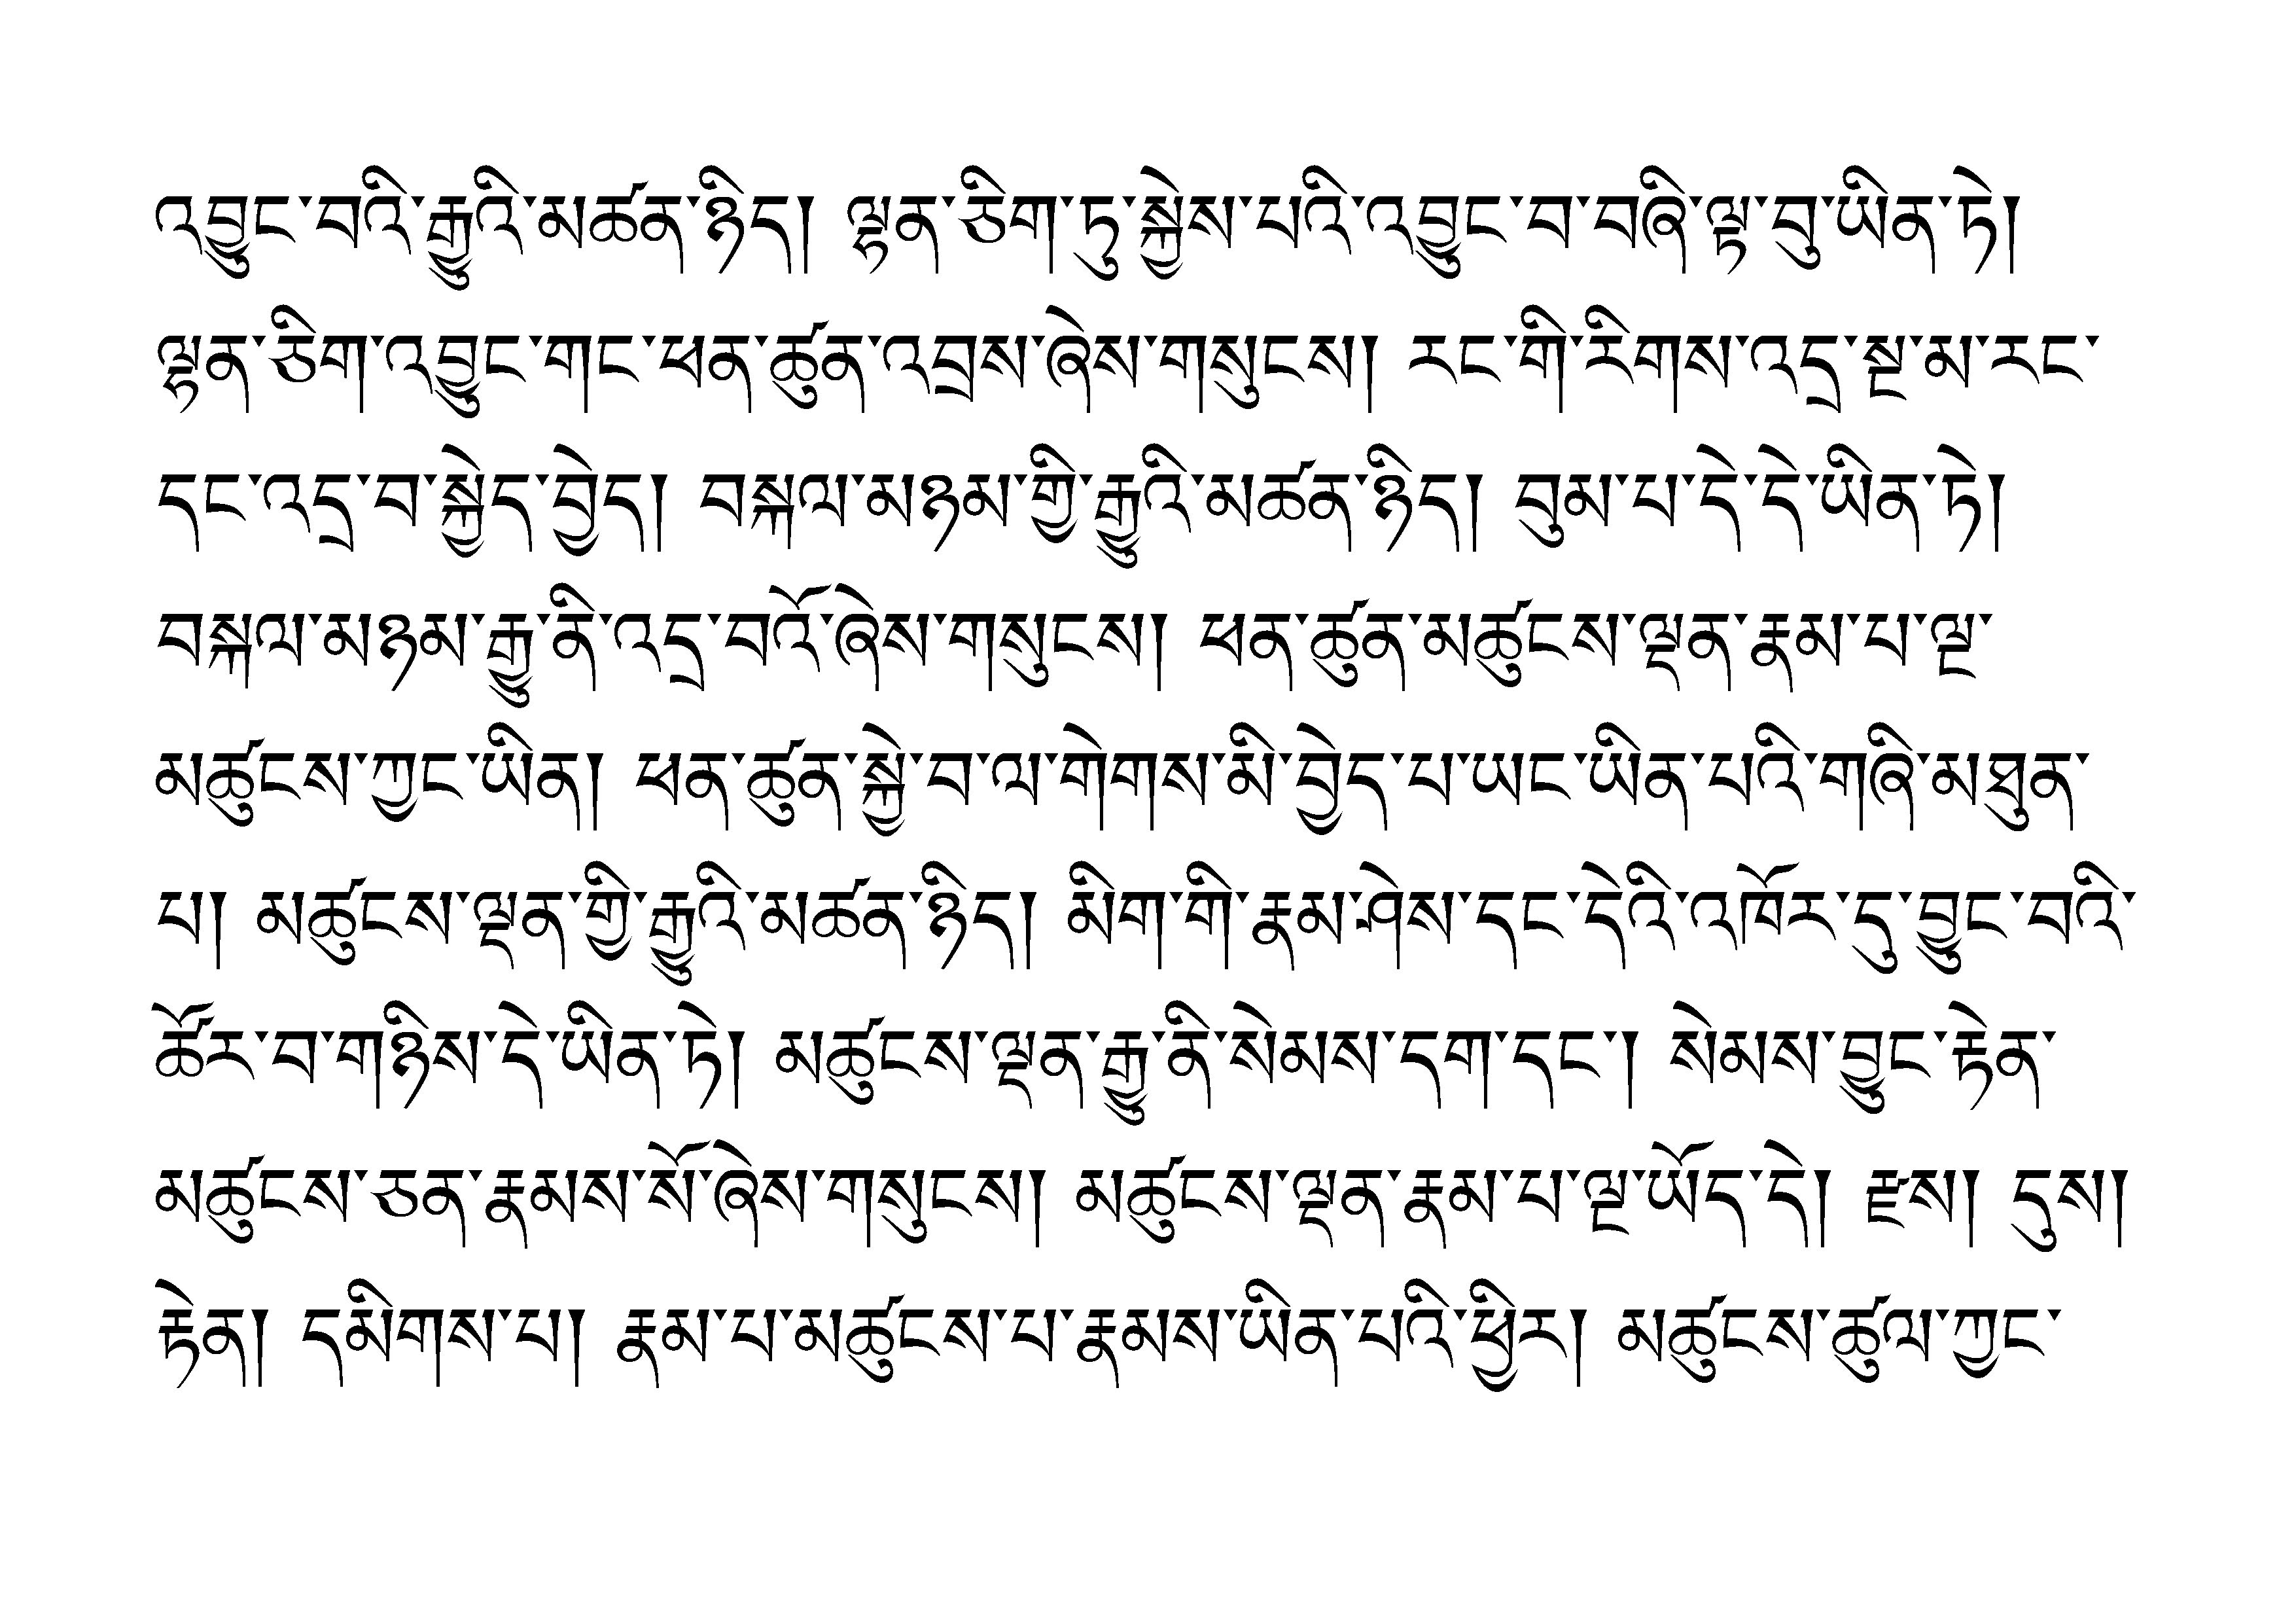 འབྱུང་བའི་རྒྱུའི་མཚན་ཉིད། ལྷན་ཅིག་ཏུ་སྐྱེས་པའི་འབྱུང་བ་བཞི་ལྟ་བུ་ཡིན་ཏེ།
ལྷན་ཅིག་འབྱུང་གང་ཕན་ཚུན་འབྲས་ཞེས་གསུངས། རང་གི་རིགས་འདྲ་སྔ་མ་རང་
དང་འདྲ་བ་སྐྱེད་བྱེད། བསྐལ་མཉམ་གྱི་རྒྱུའི་མཚན་ཉིད། བུམ་པ་དེ་དེ་ཡིན་ཏེ།
བསྐལ་མཉམ་རྒྱུ་ནི་འདྲ་བའོ་ཞེས་གསུངས། ཕན་ཚུན་མཚུངས་ལྡན་རྣམ་པ་ལྔ་
མཚུངས་ཀྱང་ཡིན། ཕན་ཚུན་སྐྱེ་བ་ལ་གེགས་མི་བྱེད་པ་ཡང་ཡིན་པའི་གཞི་མཐུན་
པ། མཚུངས་ལྡན་གྱི་རྒྱུའི་མཚན་ཉིད། མིག་གི་རྣམ་ཤེས་དང་དེའི་འཁོར་དུ་བྱུང་བའི་
ཚོར་བ་གཉིས་དེ་ཡིན་ཏེ། མཚུངས་ལྡན་རྒྱུ་ནི་སེམས་དག་དང་། སེམས་བྱུང་རྟེན་
མཚུངས་ཅན་རྣམས་སོ་ཞེས་གསུངས། མཚུངས་ལྡན་རྣམ་པ་ལྔ་ཡོད་དེ། རྫས། དུས།
རྟེན། དམིགས་པ། རྣམ་པ་མཚུངས་པ་རྣམས་ཡིན་པའི་ཕྱིར། མཚུངས་ཚུལ་ཀྱང་